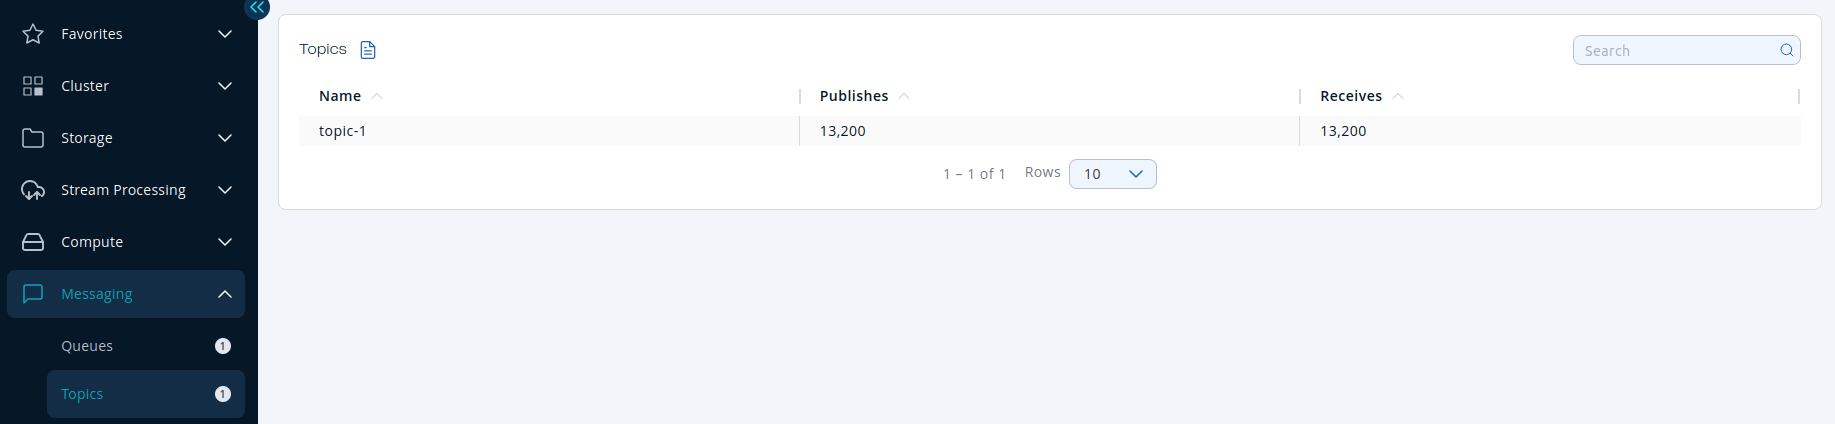 Favorites
Cluster
Storage
Stream Processing
Compute
Messaging
Queues 1
Topics 1
Topics
Search
Name Publishes Receives
topic-1 13,200 13,200
1 – 1 of 1 Rows 10